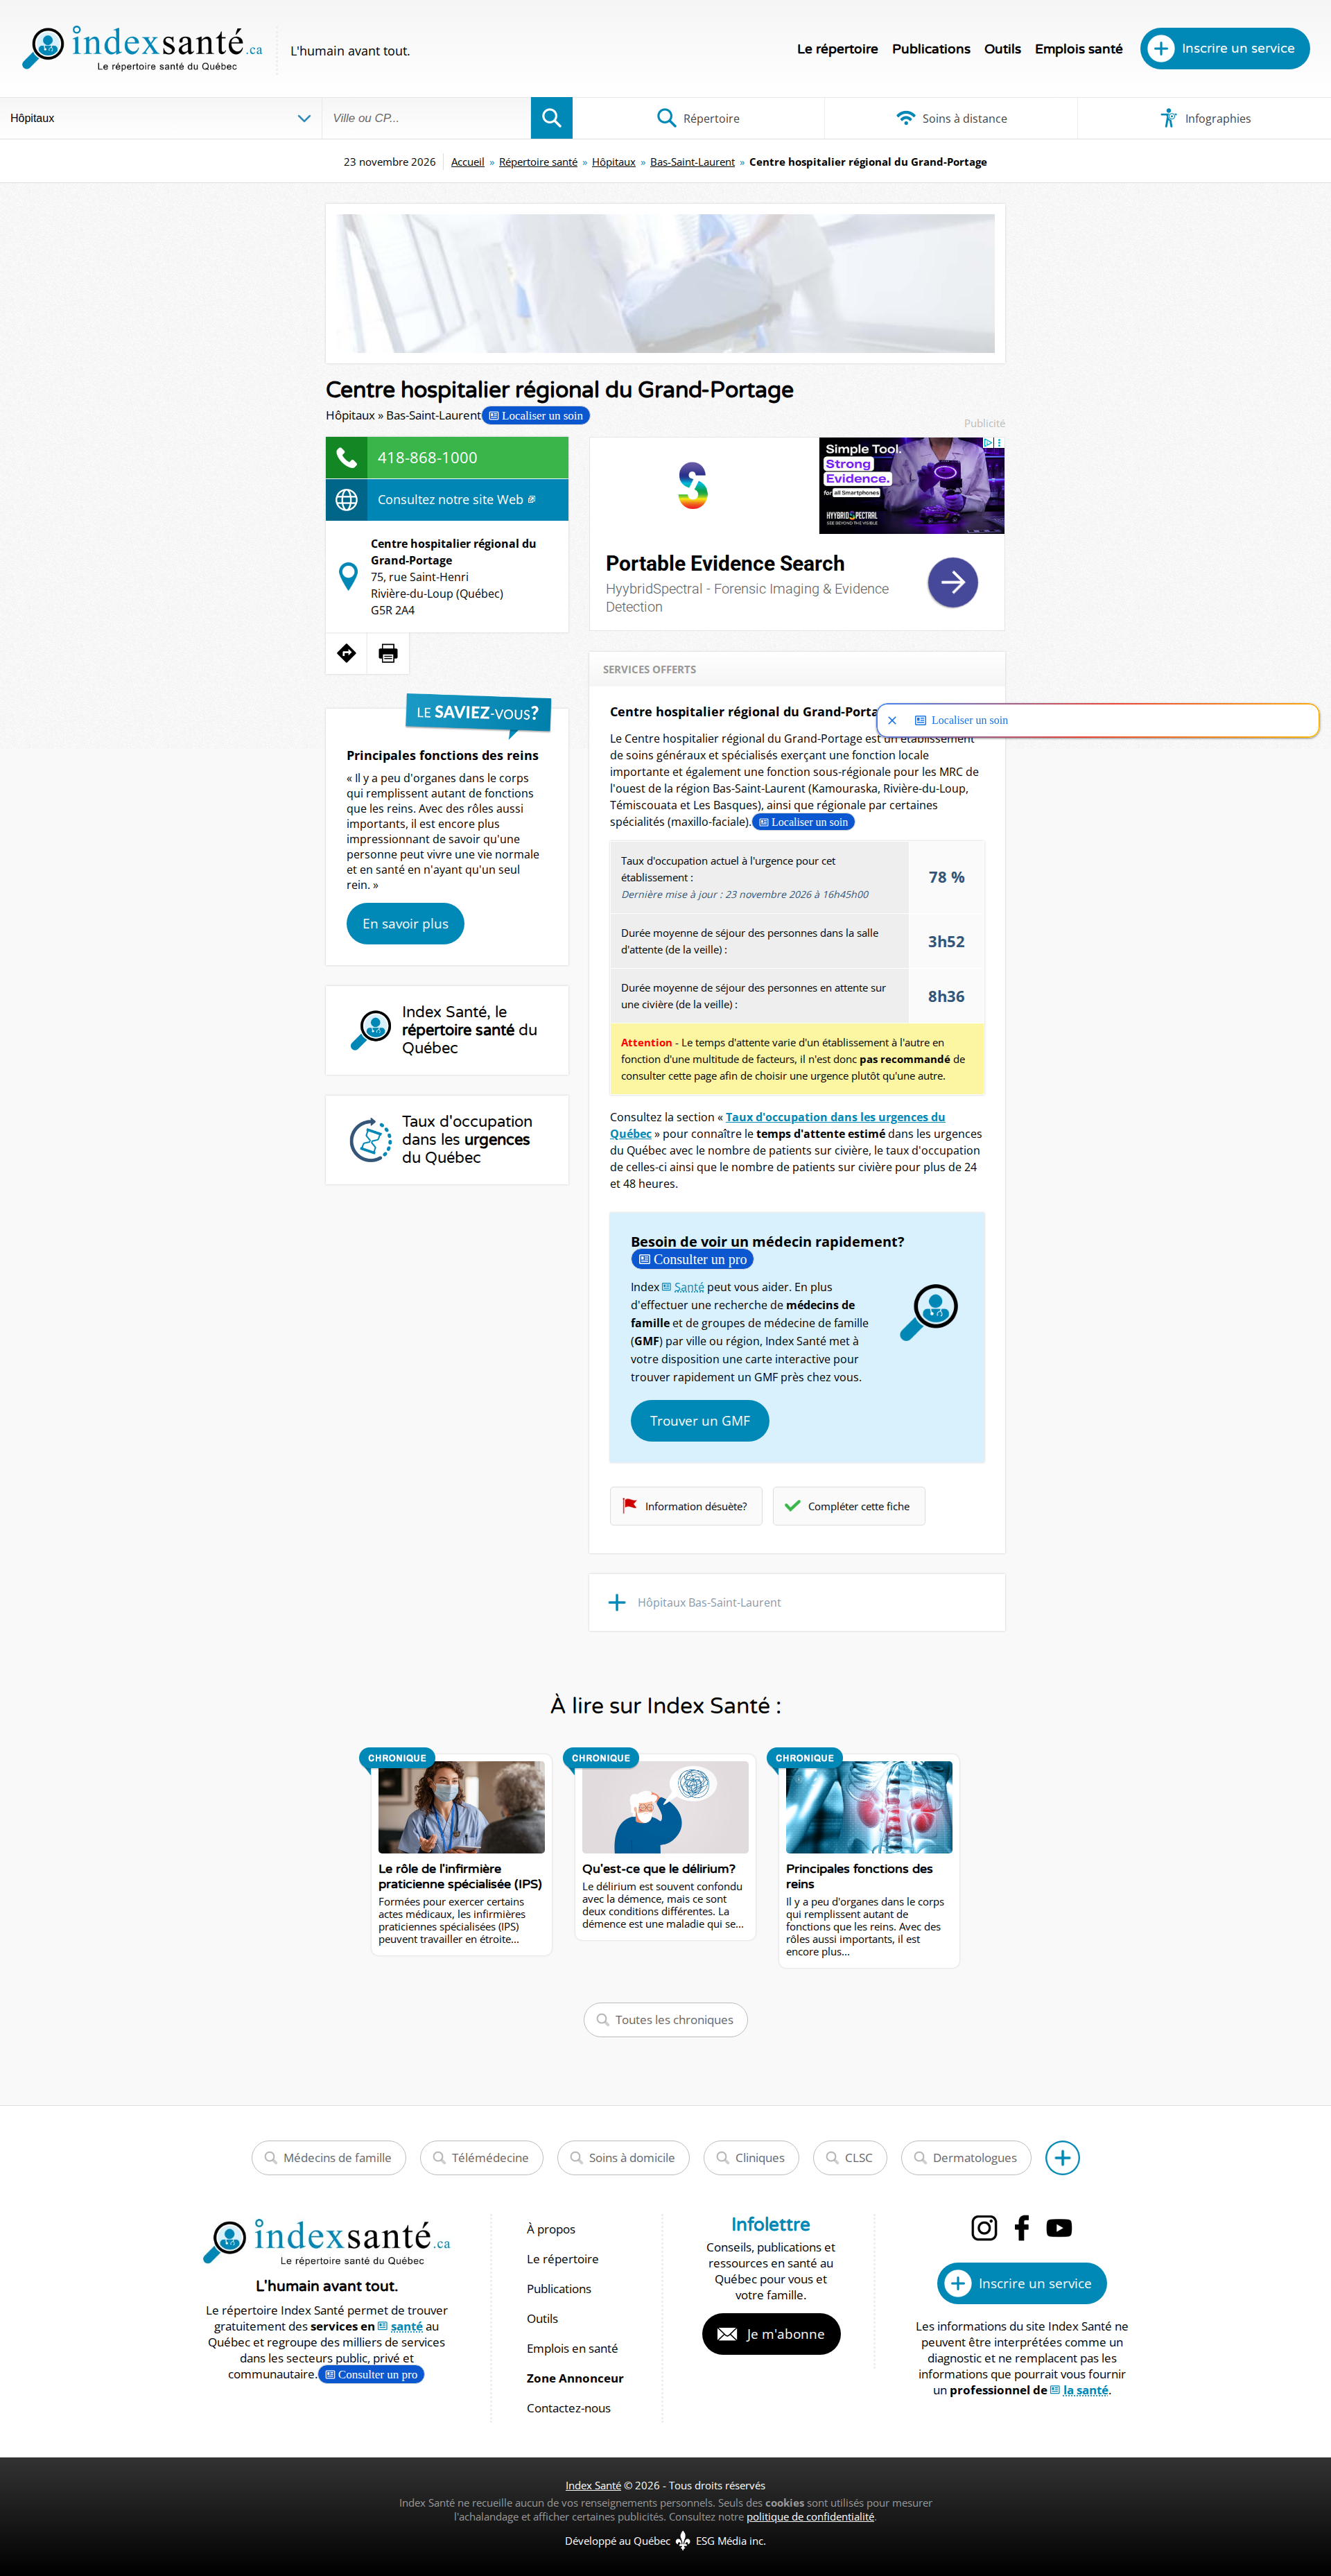 indexsanté.ca
Le répertoire santé du Québec
L'humain avant tout.
Le répertoire
Publications
Outils
Emplois santé
Inscrire un service
Hôpitaux
Ville ou CP...
Répertoire
Soins à distance
Infographies
23 novembre 2026
Accueil » Répertoire santé » Hôpitaux » Bas-Saint-Laurent » Centre hospitalier régional du Grand-Portage
Centre hospitalier régional du Grand-Portage
Hôpitaux » Bas-Saint-Laurent Localiser un soin
Publicité
418-868-1000
Consultez notre site Web
Centre hospitalier régional du
Grand-Portage
75, rue Saint-Henri
Rivière-du-Loup (Québec)
G5R 2A4
LE SAVIEZ-VOUS?
Principales fonctions des reins
« Il y a peu d'organes dans le corps
qui remplissent autant de fonctions
que les reins. Avec des rôles aussi
importants, il est encore plus
impressionnant de savoir qu'une
personne peut vivre une vie normale
et en santé en n'ayant qu'un seul
rein. »
En savoir plus
Index Santé, le
répertoire santé du
Québec
Taux d'occupation
dans les urgences
du Québec
Simple Tool.
Strong
Evidence.
for all Smartphones
HYYBRIDSPECTRAL
SEE BEYOND THE VISIBLE
Portable Evidence Search
HyybridSpectral - Forensic Imaging & Evidence
Detection
SERVICES OFFERTS
Centre hospitalier régional du Grand-Porta
Localiser un soin
Le Centre hospitalier régional du Grand-Portage est un établissement
de soins généraux et spécialisés exerçant une fonction locale
importante et également une fonction sous-régionale pour les MRC de
l'ouest de la région Bas-Saint-Laurent (Kamouraska, Rivière-du-Loup,
Témiscouata et Les Basques), ainsi que régionale par certaines
spécialités (maxillo-faciale). Localiser un soin
Taux d'occupation actuel à l'urgence pour cet
établissement :
Dernière mise à jour : 23 novembre 2026 à 16h45h00
78 %
Durée moyenne de séjour des personnes dans la salle
d'attente (de la veille) :
3h52
Durée moyenne de séjour des personnes en attente sur
une civière (de la veille) :
8h36
Attention - Le temps d'attente varie d'un établissement à l'autre en
fonction d'une multitude de facteurs, il n'est donc pas recommandé de
consulter cette page afin de choisir une urgence plutôt qu'une autre.
Consultez la section « Taux d'occupation dans les urgences du
Québec » pour connaître le temps d'attente estimé dans les urgences
du Québec avec le nombre de patients sur civière, le taux d'occupation
de celles-ci ainsi que le nombre de patients sur civière pour plus de 24
et 48 heures.
Besoin de voir un médecin rapidement?
Consulter un pro
Index Santé peut vous aider. En plus
d'effectuer une recherche de médecins de
famille et de groupes de médecine de famille
(GMF) par ville ou région, Index Santé met à
votre disposition une carte interactive pour
trouver rapidement un GMF près chez vous.
Trouver un GMF
Information désuète?
Compléter cette fiche
Hôpitaux Bas-Saint-Laurent
À lire sur Index Santé :
CHRONIQUE
Le rôle de l'infirmière
praticienne spécialisée (IPS)
Formées pour exercer certains
actes médicaux, les infirmières
praticiennes spécialisées (IPS)
peuvent travailler en étroite...
CHRONIQUE
Qu'est-ce que le délirium?
Le délirium est souvent confondu
avec la démence, mais ce sont
deux conditions différentes. La
démence est une maladie qui se...
CHRONIQUE
Principales fonctions des
reins
Il y a peu d'organes dans le corps
qui remplissent autant de
fonctions que les reins. Avec des
rôles aussi importants, il est
encore plus...
Toutes les chroniques
Médecins de famille
Télémédecine
Soins à domicile
Cliniques
CLSC
Dermatologues
indexsanté.ca
Le répertoire santé du Québec
L'humain avant tout.
Le répertoire Index Santé permet de trouver
gratuitement des services en santé au
Québec et regroupe des milliers de services
dans les secteurs public, privé et
communautaire. Consulter un pro
À propos
Le répertoire
Publications
Outils
Emplois en santé
Zone Annonceur
Contactez-nous
Infolettre
Conseils, publications et
ressources en santé au
Québec pour vous et
votre famille.
Je m'abonne
Inscrire un service
Les informations du site Index Santé ne
peuvent être interprétées comme un
diagnostic et ne remplacent pas les
informations que pourrait vous fournir
un professionnel de la santé.
Index Santé © 2026 - Tous droits réservés
Index Santé ne recueille aucun de vos renseignements personnels. Seuls des cookies sont utilisés pour mesurer
l'achalandage et afficher certaines publicités. Consultez notre politique de confidentialité.
Développé au Québec ESG Média inc.